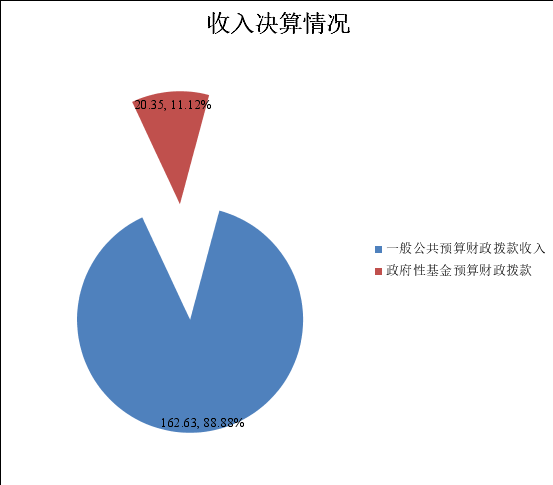 收入决算情况
20.35, 11.12%
一般公共预算财政拨款收入
政府性基金预算财政拨款
162.63, 88.88%